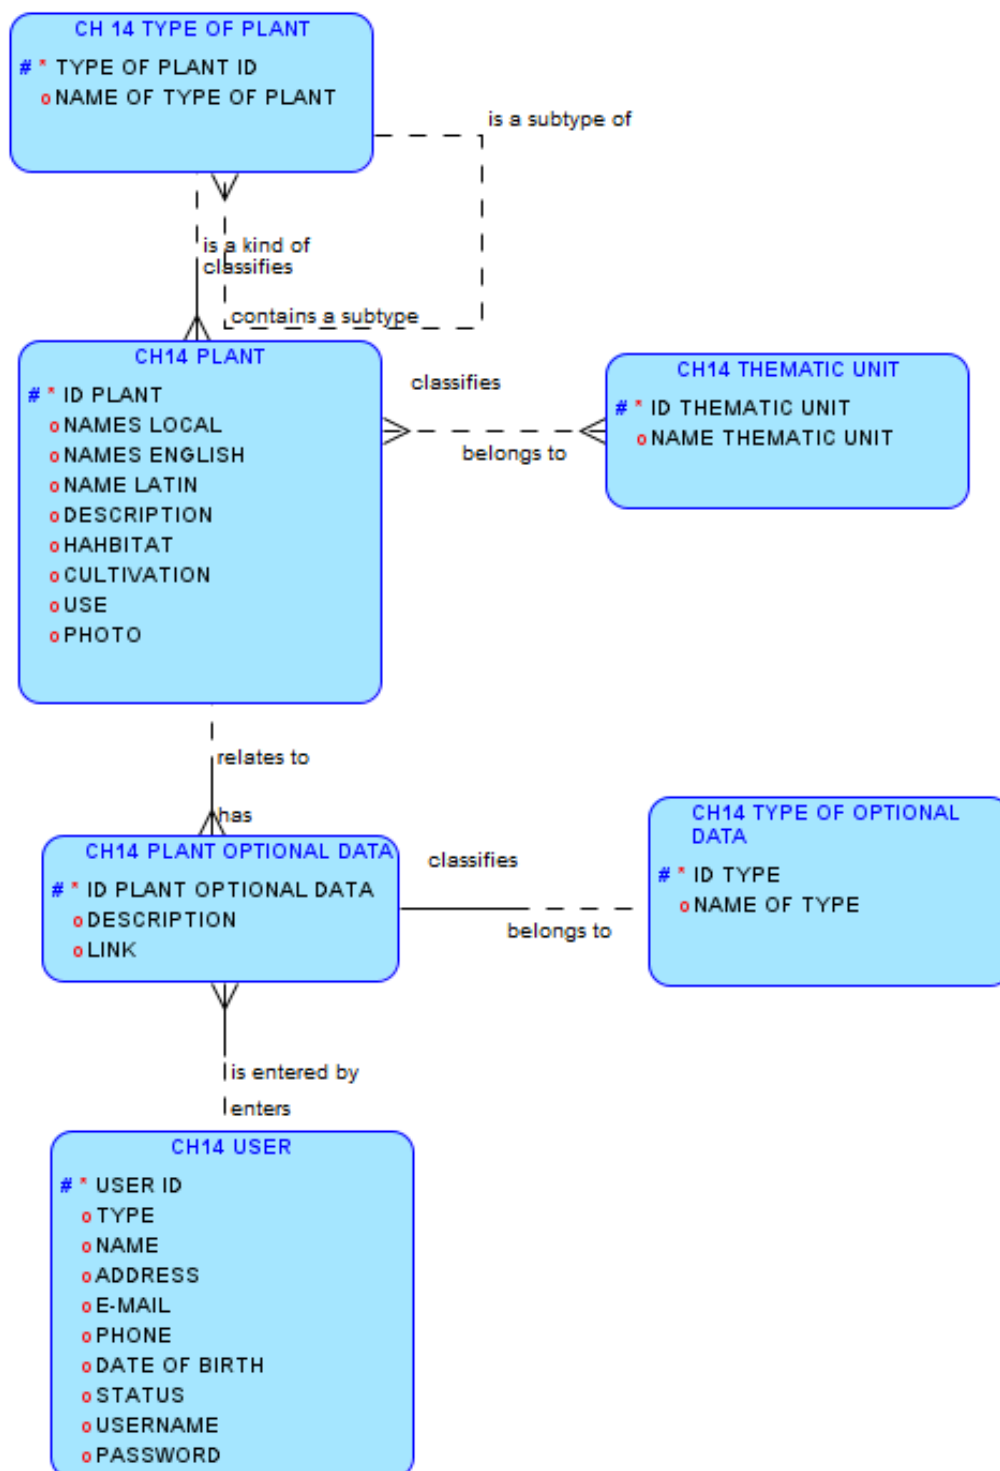 CH 14 TYPE OF PLANT
# * TYPE OF PLANT ID
o NAME OF TYPE OF PLANT
is a subtype of
is a kind of
classifies
contains a subtype
CH14 PLANT
# * ID PLANT
o NAMES LOCAL
o NAMES ENGLISH
o NAME LATIN
o DESCRIPTION
o HAHBITAT
o CULTIVATION
o USE
o PHOTO
classifies
belongs to
CH14 THEMATIC UNIT
# * ID THEMATIC UNIT
o NAME THEMATIC UNIT
relates to
has
CH14 PLANT OPTIONAL DATA
# * ID PLANT OPTIONAL DATA
o DESCRIPTION
o LINK
classifies
belongs to
CH14 TYPE OF OPTIONAL
DATA
# * ID TYPE
o NAME OF TYPE
is entered by
enters
CH14 USER
# * USER ID
o TYPE
o NAME
o ADDRESS
o E-MAIL
o PHONE
o DATE OF BIRTH
o STATUS
o USERNAME
o PASSWORD